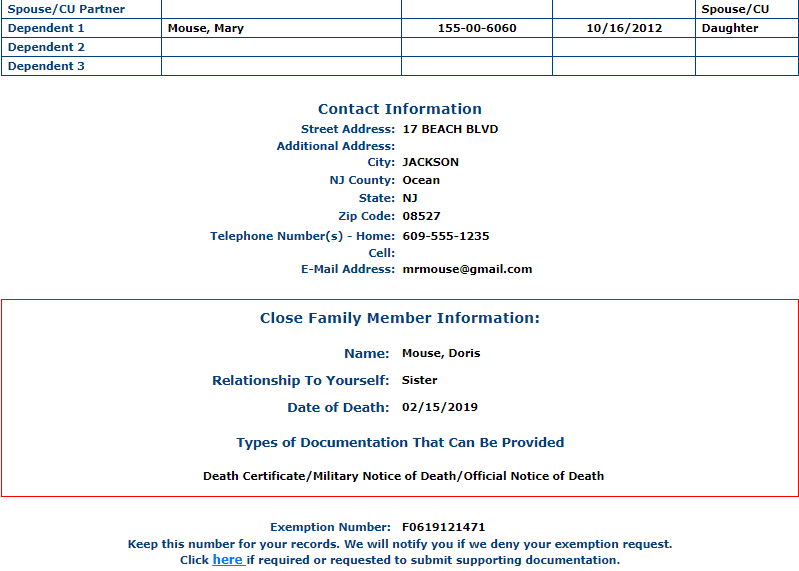 Spouse/CU Partner Spouse/CU
Dependent 1 Mouse, Mary 155-00-6060 10/16/2012 Daughter
Dependent 2
Dependent 3
Contact Information
Street Address: 17 BEACH BLVD
Additional Address:
City: JACKSON
NJ County: Ocean
State: NJ
Zip Code: 08527
Telephone Number(s) - Home: 609-555-1235
Cell:
E-Mail Address: mrmouse@gmail.com
Close Family Member Information:
Name: Mouse, Doris
Relationship To Yourself: Sister
Date of Death: 02/15/2019
Types of Documentation That Can Be Provided
Death Certificate/Military Notice of Death/Official Notice of Death
Exemption Number: F0619121471
Keep this number for your records. We will notify you if we deny your exemption request.
Click here if required or requested to submit supporting documentation.